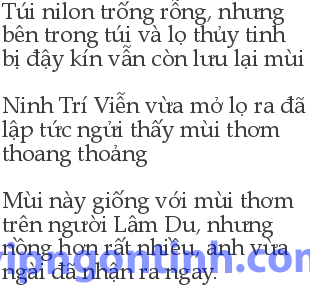 Túi nilon trống rỗng, nhưng
bên trong túi và lọ thủy tinh
bị đậy kín vẫn còn lưu lại mùi
Ninh Trí Viễn vừa mở lọ ra đã
lập tức ngửi thấy mùi thơm
thoang thoảng
Mùi này giống với mùi thơm
trên người Lâm Du, nhưng
nồng hơn rất nhiều, anh vừa
ngài đã nhận ra ngay.
vipngontinh.com